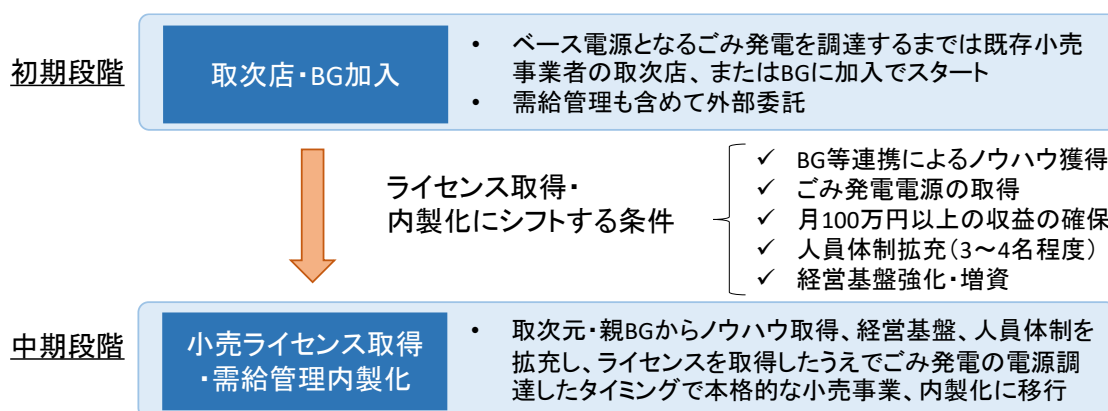 初期段階
取次店・BG加入
• ベース電源となるごみ発電を調達するまでは既存小売
事業者の取次店、またはBGに加入でスタート
• 需給管理も含めて外部委託
ライセンス取得・
内製化にシフトする条件
✓ BG等連携によるノウハウ獲得
✓ ごみ発電電源の取得
✓ 月100万円以上の収益の確保
✓ 人員体制拡充(3～4名程度)
✓ 経営基盤強化・増資
中期段階
小売ライセンス取得
・需給管理内製化
• 取次元・親BGからノウハウ取得、経営基盤、人員体制を
拡充し、ライセンスを取得したうえでごみ発電の電源調
達したタイミングで本格的な小売事業、内製化に移行